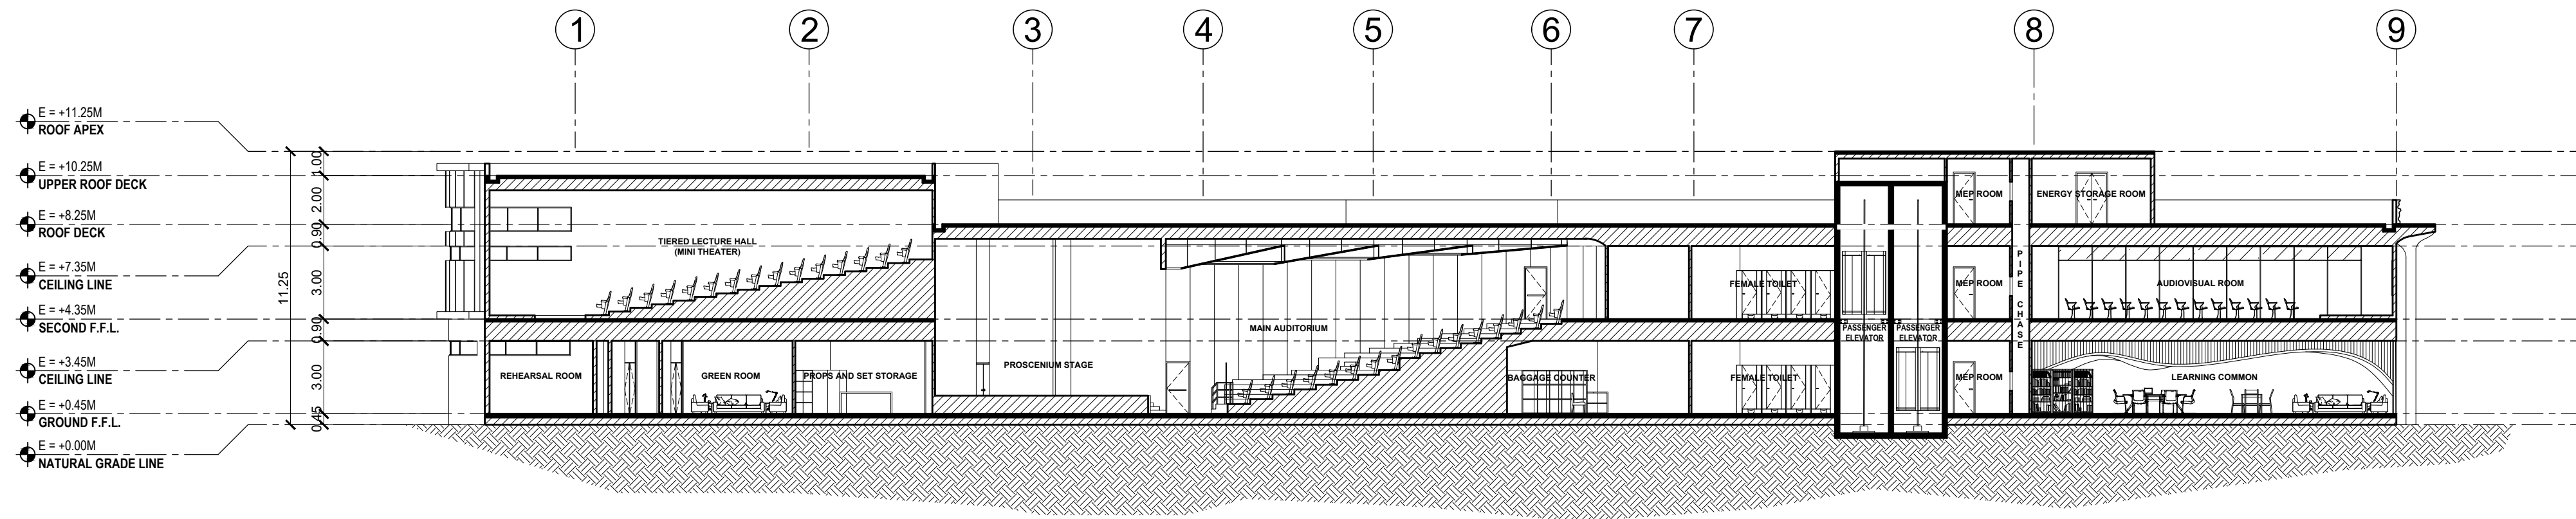 1 2 3 4 5 6 7 8 9
E = +11.25M
ROOF APEX
E = +10.25M
UPPER ROOF DECK
E = +8.25M
ROOF DECK
E = +7.35M
CEILING LINE
E = +4.35M
SECOND F.F.L.
E = +3.45M
CEILING LINE
E = +0.45M
GROUND F.F.L.
E = +0.00M
NATURAL GRADE LINE
11.25
1.00
2.00
0.90
3.00
0.90
3.00
0.45
TIERED LECTURE HALL
(MINI THEATER)
REHEARSAL ROOM
GREEN ROOM
PROPS AND SET STORAGE
PROSCENIUM STAGE
MAIN AUDITORIUM
BAGGAGE COUNTER
FEMALE TOILET
FEMALE TOILET
PASSENGER
ELEVATOR
PASSENGER
ELEVATOR
MEP ROOM
MEP ROOM
MEP ROOM
PIPE CHASE
ENERGY STORAGE ROOM
AUDIOVISUAL ROOM
LEARNING COMMON